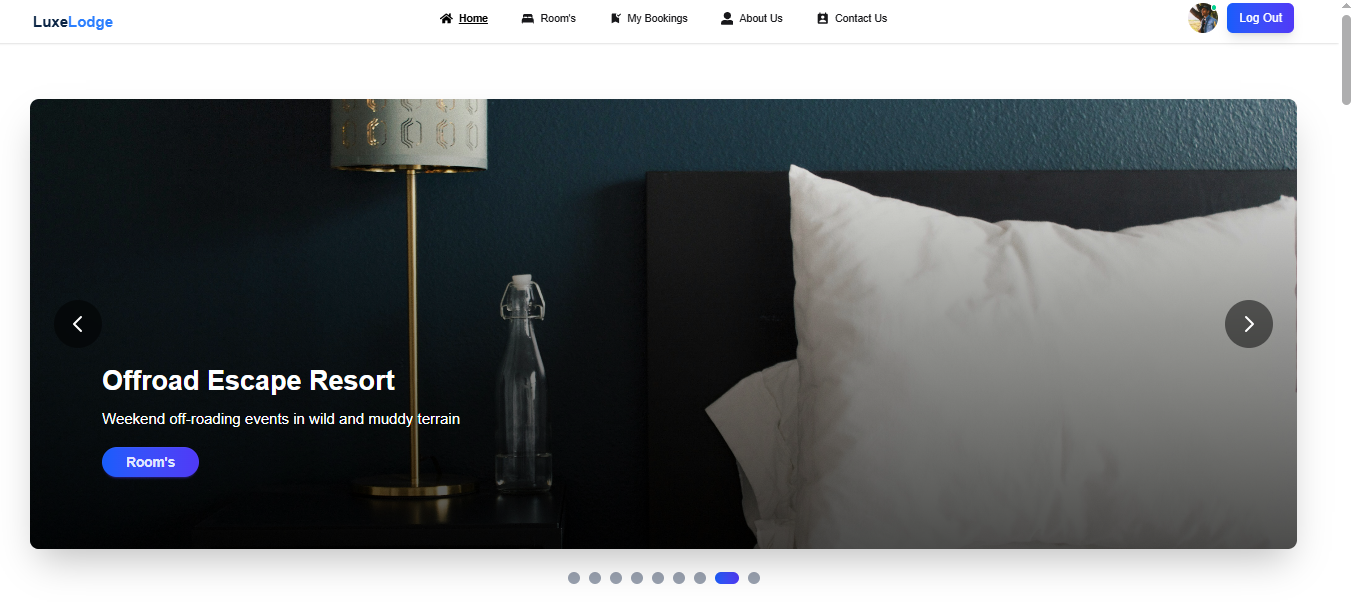 LuxeLodge
Home
Room's
My Bookings
About Us
Contact Us
Log Out
Offroad Escape Resort
Weekend off-roading events in wild and muddy terrain
Room's